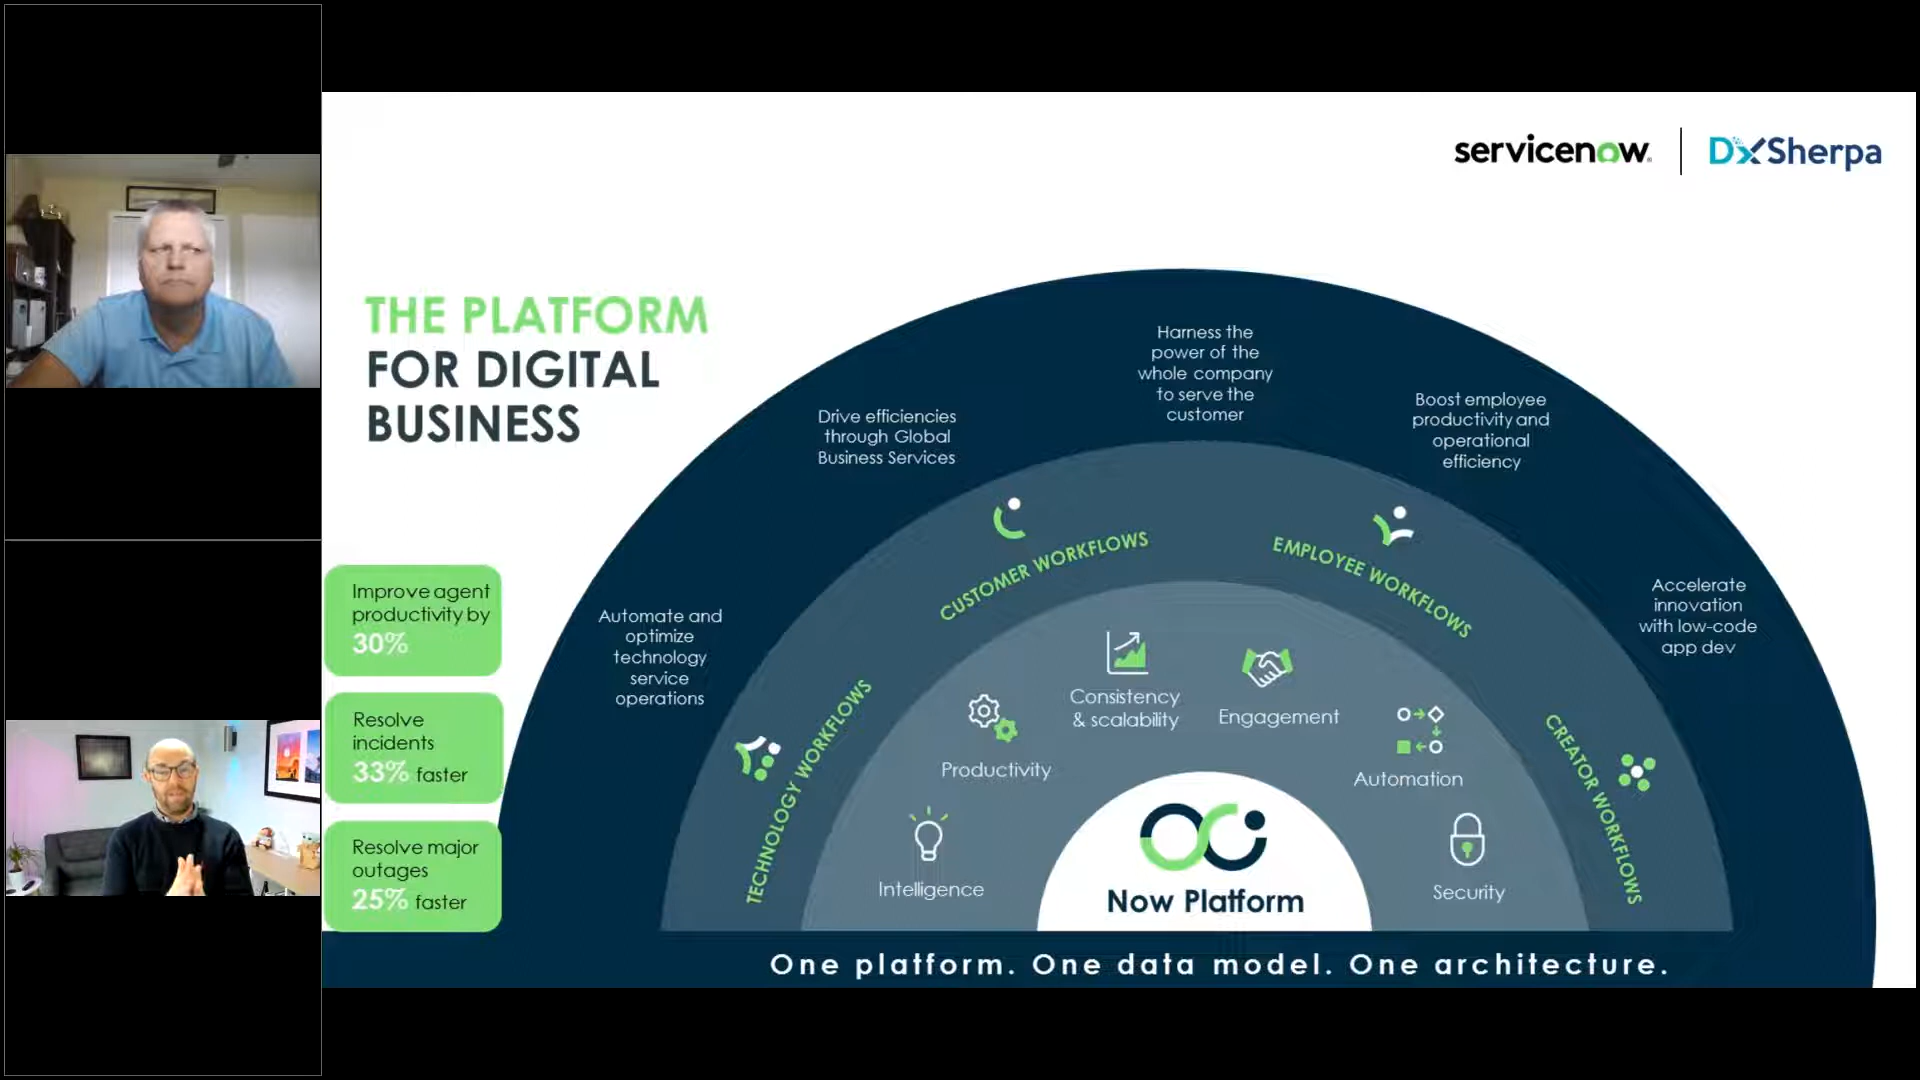 servicenow
DxSherpa
THE PLATFORM
FOR DIGITAL
BUSINESS
Improve agent
productivity by
30%
Resolve
incidents
33% faster
Resolve major
outages
25% faster
Automate and
optimize
technology
service
operations
Drive efficiencies
through Global
Business Services
Harness the
power of the
whole company
to serve the
customer
Boost employee
productivity and
operational
efficiency
Accelerate
innovation
with low-code
app dev
TECHNOLOGY WORKFLOWS
CUSTOMER WORKFLOWS
EMPLOYEE WORKFLOWS
CREATOR WORKFLOWS
Intelligence
Productivity
Consistency
& scalability
Engagement
Automation
Security
Now Platform
One platform. One data model. One architecture.